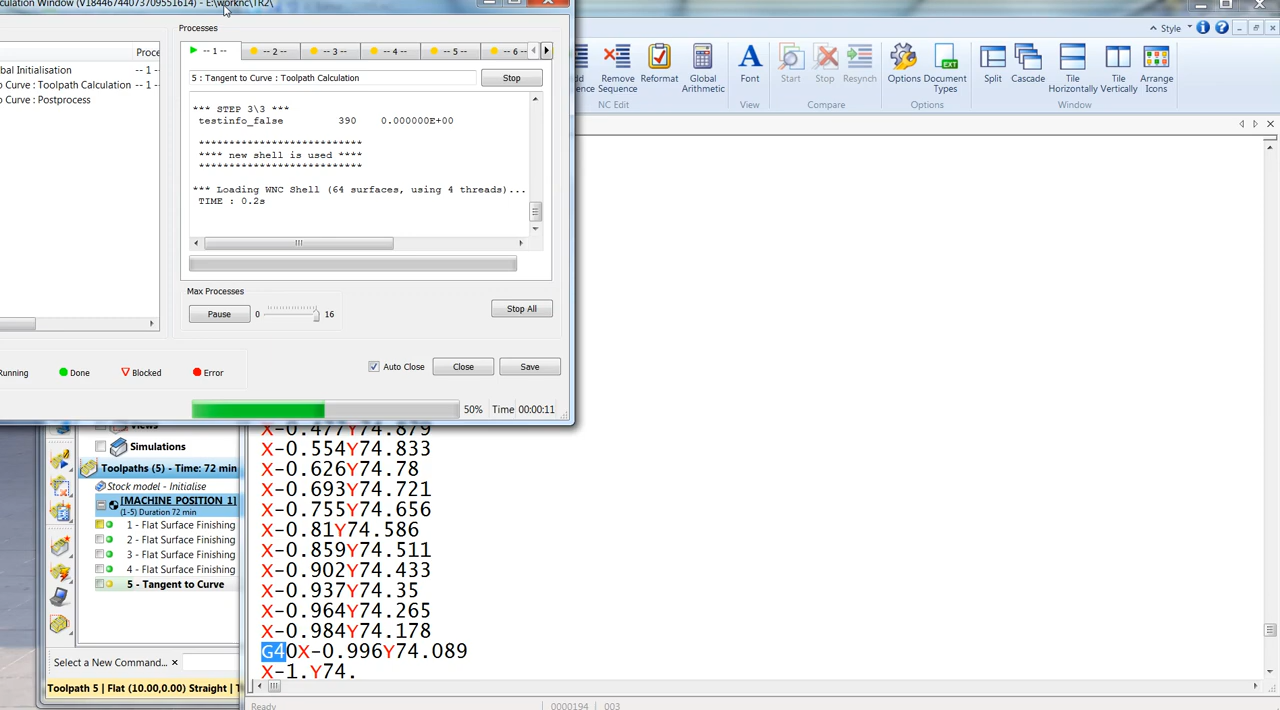 culation Window (V18446744073709551614) - E:\worknc\TR2\
Processes
Proce
-- 1 --
-- 2 --
-- 3 --
-- 4 --
-- 5 --
-- 6 --
bal Initialisation -- 1 --
o Curve : Toolpath Calculation -- 1 --
o Curve : Postprocess
5 : Tangent to Curve : Toolpath Calculation
Stop
*** STEP 3\3 ***
testinfo_false 390 0.000000E+00
**************************
**** new shell is used ****
**************************
*** Loading WNC Shell (64 surfaces, using 4 threads)...
TIME : 0.2s
Max Processes
Pause
0
16
Stop All
Running
Done
Blocked
Error
Auto Close
Close
Save
50%
Time 00:00:11
Style
Remove
Sequence
Reformat
Global
Arithmetic
NC Edit
Font
View
Start
Stop
Resynch
Compare
Options
Document
Types
Options
Split
Cascade
Tile
Horizontally
Tile
Vertically
Arrange
Icons
Window
Views
Simulations
Toolpaths (5) - Time: 72 min
Stock model - Initialise
[MACHINE POSITION 1]
(1-5) Duration 72 min
1 - Flat Surface Finishing
2 - Flat Surface Finishing
3 - Flat Surface Finishing
4 - Flat Surface Finishing
5 - Tangent to Curve
Select a New Command...
Toolpath 5 | Flat (10.00,0.00) Straight |
X-0.477Y74.879
X-0.554Y74.833
X-0.626Y74.78
X-0.693Y74.721
X-0.755Y74.656
X-0.81Y74.586
X-0.859Y74.511
X-0.902Y74.433
X-0.937Y74.35
X-0.964Y74.265
X-0.984Y74.178
G40X-0.996Y74.089
X-1.Y74.
Ready
0000194
003